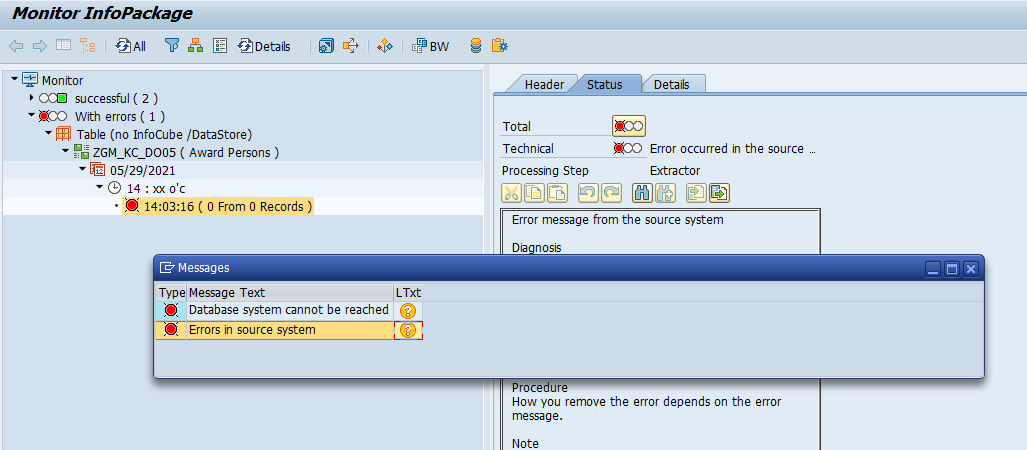 Monitor InfoPackage
All
Details
BW
Monitor
successful ( 2 )
With errors ( 1 )
Table (no InfoCube /DataStore)
ZGM_KC_DO05 ( Award Persons )
05/29/2021
14 : xx o'c
14:03:16 ( 0 From 0 Records )
Header Status Details
Total
Technical Error occurred in the source ...
Processing Step Extractor
Error message from the source system
Diagnosis
Messages
Type Message Text LTxt
Database system cannot be reached
Errors in source system
Procedure
How you remove the error depends on the error
message.
Note